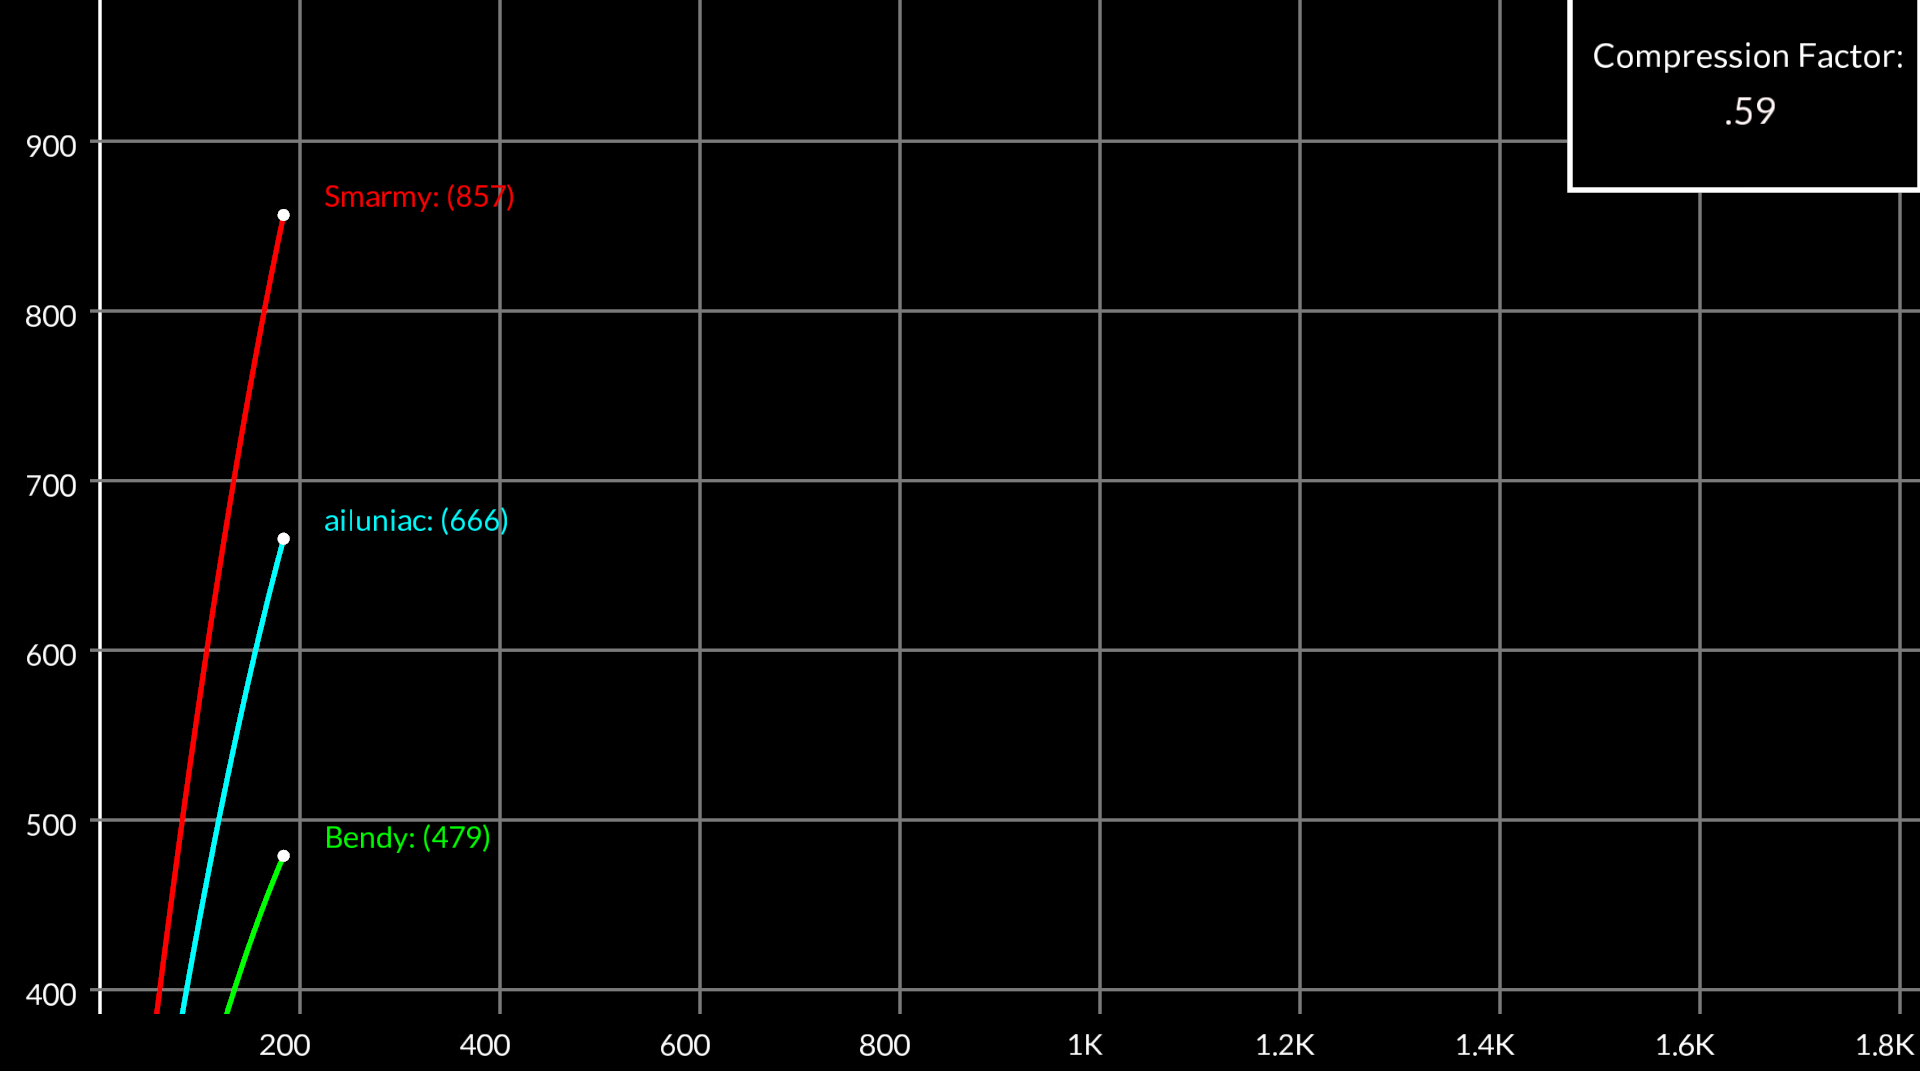 Compression Factor:
.59
900
Smarmy: (857)
800
700
ailuniac: (666)
600
500
Bendy: (479)
400
200 400 600 800 1K 1.2K 1.4K 1.6K 1.8K